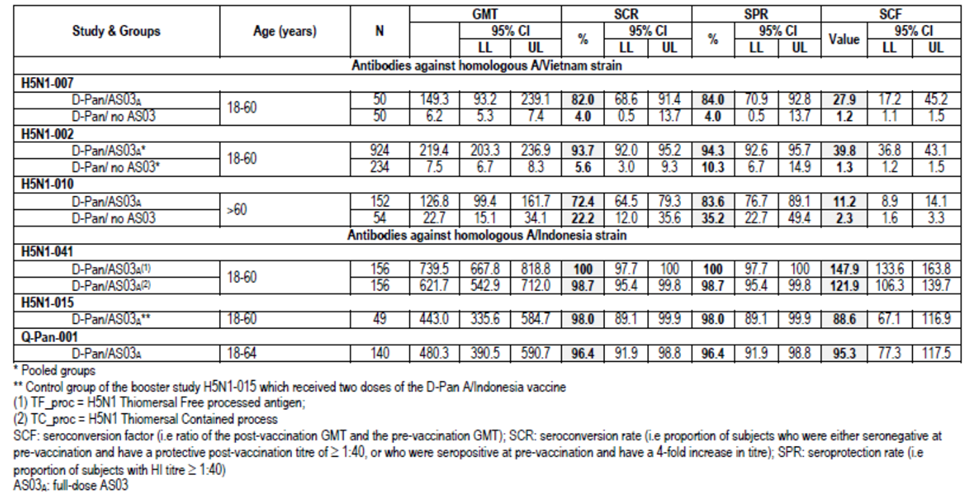 Study & Groups Age (years) N GMT SCR SPR SCF
95% CI % 95% CI % 95% CI Value 95% CI
LL UL LL UL LL UL LL UL
Antibodies against homologous A/Vietnam strain
H5N1-007
D-Pan/AS03A 18-60 50 149.3 93.2 239.1 82.0 68.6 91.4 84.0 70.9 92.8 27.9 17.2 45.2
D-Pan/ no AS03 50 6.2 5.3 7.4 4.0 0.5 13.7 4.0 0.5 13.7 1.2 1.1 1.5
H5N1-002
D-Pan/AS03A* 18-60 924 219.4 203.3 236.9 93.7 92.0 95.2 94.3 92.6 95.7 39.8 36.8 43.1
D-Pan/ no AS03* 234 7.5 6.7 8.3 5.6 3.0 9.3 10.3 6.7 14.9 1.3 1.2 1.5
H5N1-010
D-Pan/AS03A >60 152 126.8 99.4 161.7 72.4 64.5 79.3 83.6 76.7 89.1 11.2 8.9 14.1
D-Pan/ no AS03 54 22.7 15.1 34.1 22.2 12.0 35.6 35.2 22.7 49.4 2.3 1.6 3.3
Antibodies against homologous A/Indonesia strain
H5N1-041
D-Pan/AS03A(1) 18-60 156 739.5 667.8 818.8 100 97.7 100 100 97.7 100 147.9 133.6 163.8
D-Pan/AS03A(2) 156 621.7 542.9 712.0 98.7 95.4 99.8 98.7 95.4 99.8 121.9 106.3 139.7
H5N1-015
D-Pan/AS03A** 18-60 49 443.0 335.6 584.7 98.0 89.1 99.9 98.0 89.1 99.9 88.6 67.1 116.9
Q-Pan-001
D-Pan/AS03A 18-64 140 480.3 390.5 590.7 96.4 91.9 98.8 96.4 91.9 98.8 95.3 77.3 117.5
* Pooled groups
** Control group of the booster study H5N1-015 which received two doses of the D-Pan A/Indonesia vaccine
(1) TF_proc = H5N1 Thiomersal Free processed antigen;
(2) TC_proc = H5N1 Thiomersal Contained process
SCF: seroconversion factor (i.e ratio of the post-vaccination GMT and the pre-vaccination GMT); SCR: seroconversion rate (i.e proportion of subjects who were either seronegative at
pre-vaccination and have a protective post-vaccination titre of ≥ 1:40, or who were seropositive at pre-vaccination and have a 4-fold increase in titre); SPR: seroprotection rate (i.e
proportion of subjects with HI titre ≥ 1:40)
AS03A: full-dose AS03